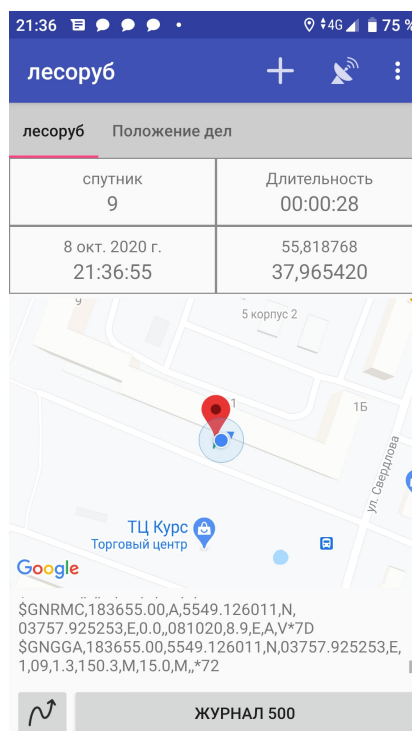 21:36 4G 75 %
лесоруб
лесоруб Положение дел
спутник Длительность
9 00:00:28
8 окт. 2020 г. 55,818768
21:36:55 37,965420
9
5 корпус 2
1
1Б
ул. Свердлова
ТЦ Курс
Торговый центр
Google
$GNRMC,183655.00,A,5549.126011,N,
03757.925253,E,0.0,,081020,8.9,E,A,V*7D
$GNGGA,183655.00,5549.126011,N,03757.925253,E,
1,09,1.3,150.3,M,15.0,M,,*72
ЖУРНАЛ 500